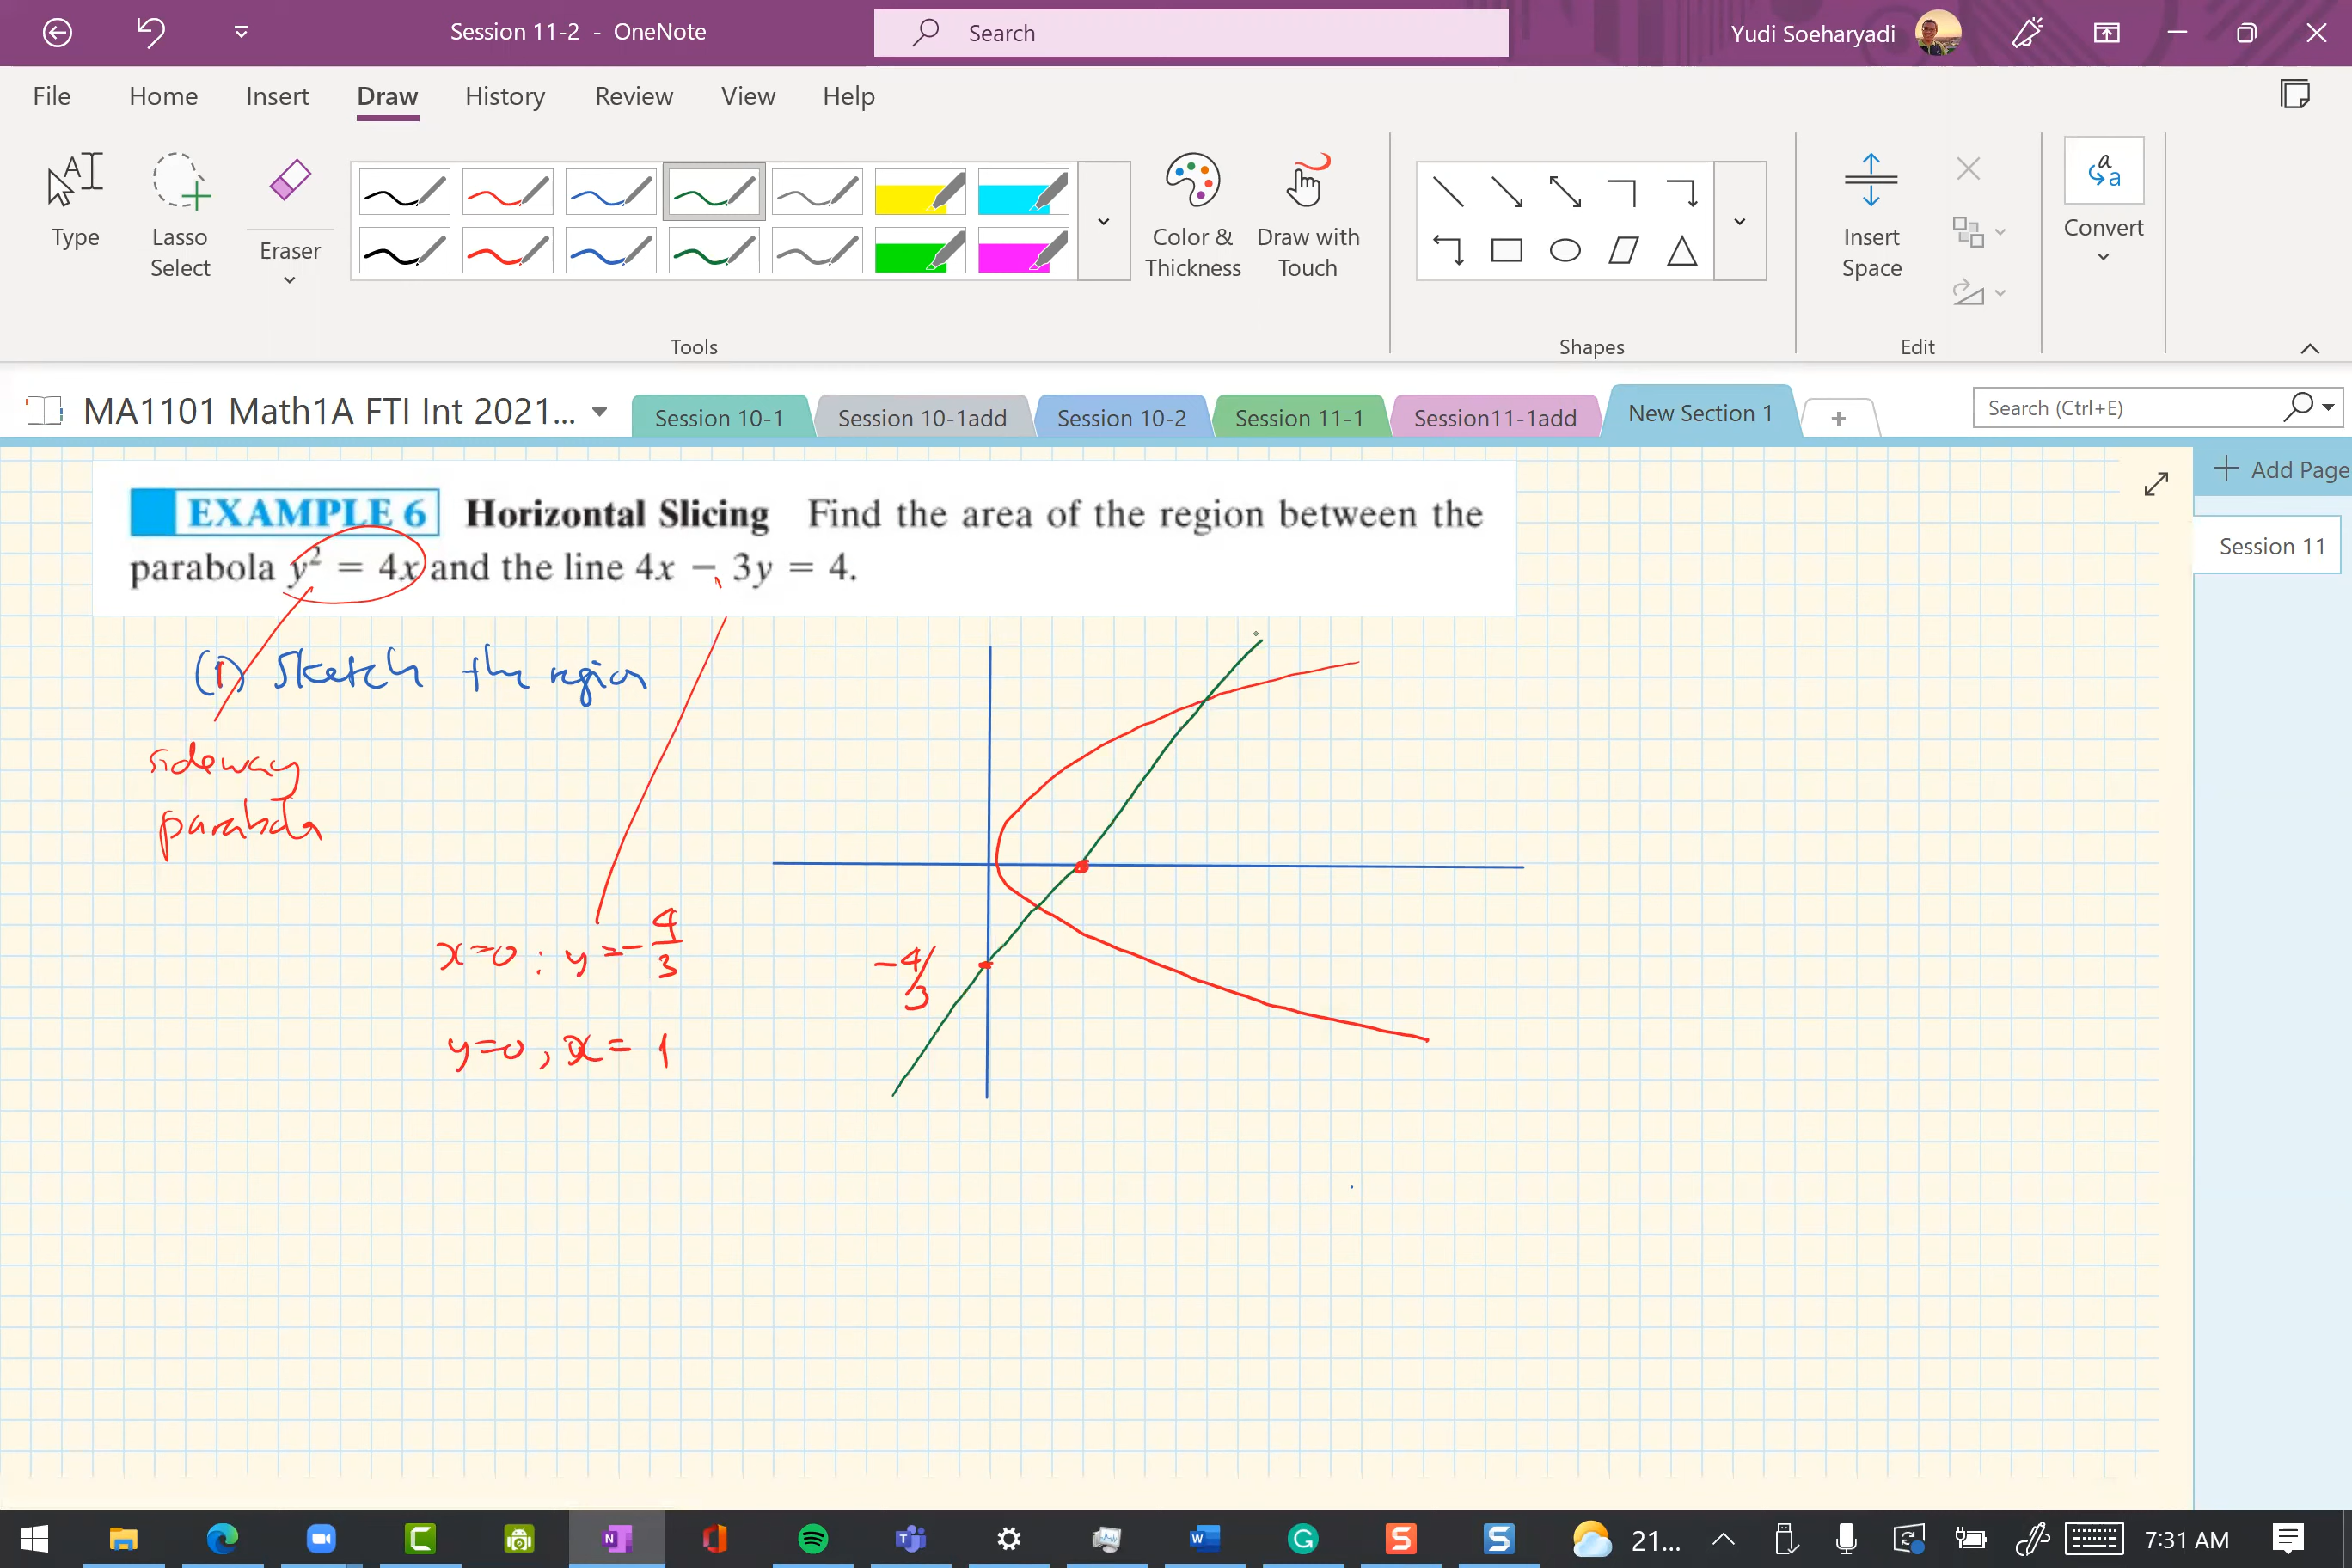 Session 11-2 - OneNote
Search
Yudi Soeharyadi
File Home Insert Draw History Review View Help
Type
Lasso Select
Eraser
Color & Thickness
Draw with Touch
Insert Space
Convert
Tools
Shapes
Edit
MA1101 Math1A FTI Int 2021...
Session 10-1
Session 10-1add
Session 10-2
Session 11-1
Session11-1add
New Section 1
Search (Ctrl+E)
Add Page
Session 11
EXAMPLE 6 Horizontal Slicing Find the area of the region between the
parabola y² = 4x and the line 4x − 3y = 4.
(1) Sketch the region
sideway
parabola
x=0 : y = -4/3
y=0, x= 1
-4/3
21...
7:31 AM